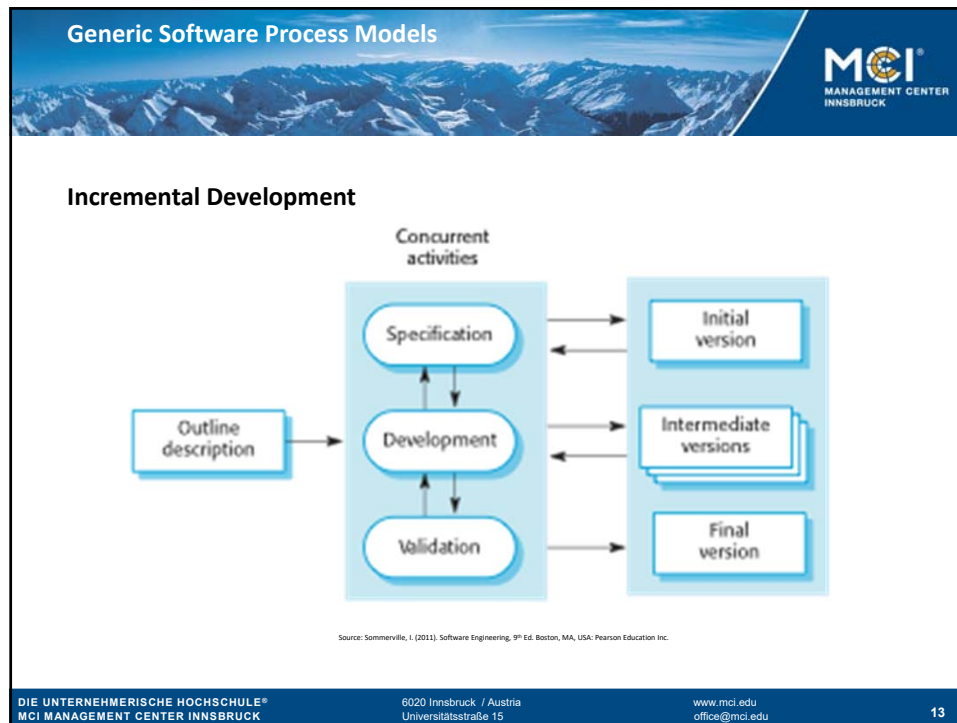 Generic Software Process Models
MCI®
MANAGEMENT CENTER
INNSBRUCK
Incremental Development
Concurrent
activities
Specification
Initial
version
Outline
description
Development
Intermediate
versions
Validation
Final
version
Source: Sommerville, I. (2011). Software Engineering, 9th Ed. Boston, MA, USA: Pearson Education Inc.
DIE UNTERNEHMERISCHE HOCHSCHULE®
MCI MANAGEMENT CENTER INNSBRUCK
6020 Innsbruck / Austria
Universitätsstraße 15
www.mci.edu
office@mci.edu
13